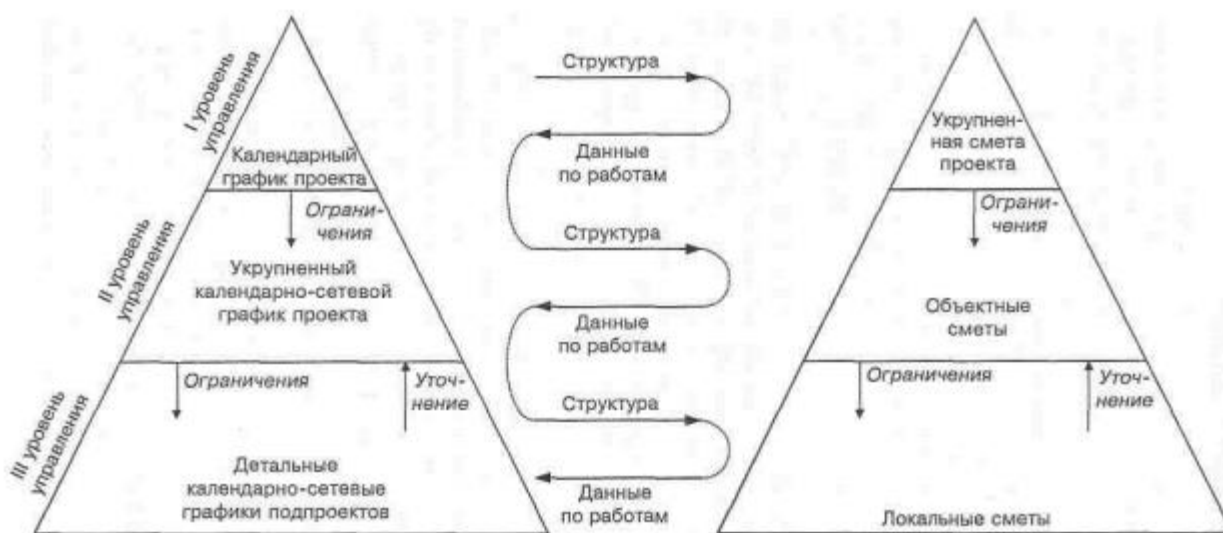 I уровень
управления
Календарный
график проекта
Ограни-
чения
II уровень
управления
Укрупненный
календарно-сетевой
график проекта
Ограничения
Уточ-
нение
III уровень
управления
Детальные
календарно-сетевые
графики подпроектов
Структура
Данные
по работам
Структура
Данные
по работам
Структура
Данные
по работам
Укрупнен-
ная смета
проекта
Ограни-
чения
Объектные
сметы
Ограничения
Уточ-
нение
Локальные сметы